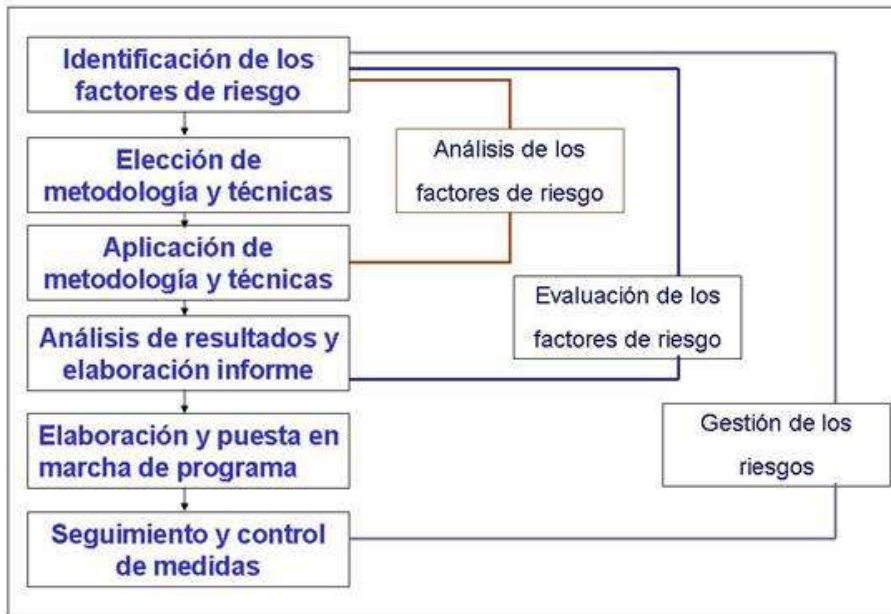 Identificación de los
factores de riesgo
Elección de
metodología y técnicas
Aplicación de
metodología y técnicas
Análisis de resultados y
elaboración informe
Elaboración y puesta en
marcha de programa
Seguimiento y control
de medidas
Análisis de los
factores de riesgo
Evaluación de los
factores de riesgo
Gestión de los
riesgos